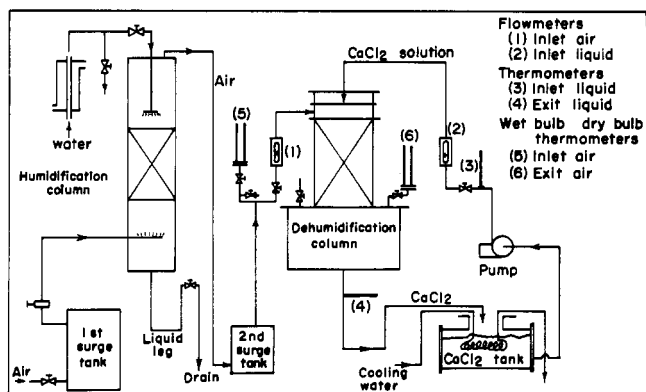 Flowmeters
(1) Inlet air
(2) Inlet liquid
Thermometers
(3) Inlet liquid
(4) Exit liquid
Wet bulb dry bulb
thermometers
(5) Inlet air
(6) Exit air
CaCl2 solution
Air
water
Humidification
column
(5)
(1)
(6)
(2)
(3)
Dehumidification
column
Pump
(4)
CaCl2
1st
surge
tank
Liquid
leg
Drain
2nd
surge
tank
Air
Cooling
water
CaCl2 tank